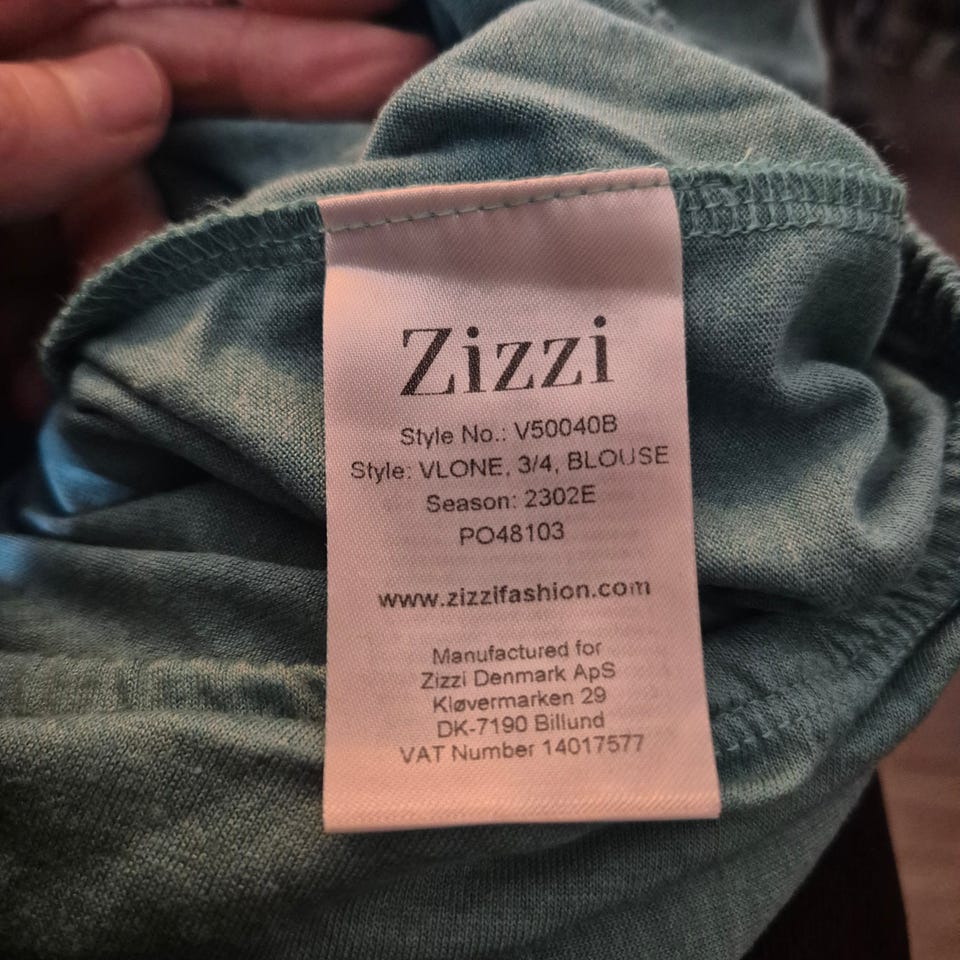 Zizzi
Style No.: V50040B
Style: VLONE, 3/4, BLOUSE
Season: 2302E
PO48103
www.zizzifashion.com
Manufactured for
Zizzi Denmark ApS
Kløvermarken 29
DK-7190 Billund
VAT Number 14017577